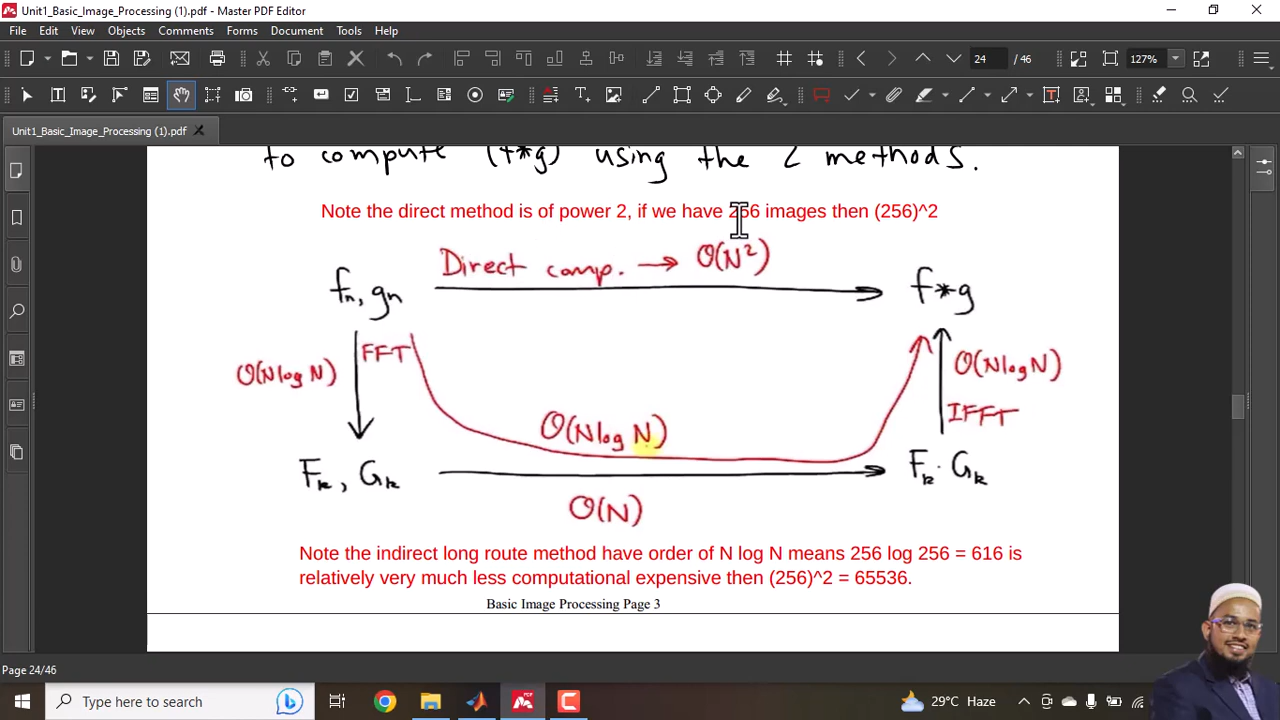 Unit1_Basic_Image_Processing (1).pdf - Master PDF Editor
File Edit View Objects Comments Forms Document Tools Help
24 / 46 127%
Unit1_Basic_Image_Processing (1).pdf
to compute (f*g) using the 2 methods.
Note the direct method is of power 2, if we have 256 images then (256)^2
Direct comp. → O(N²)
fn, gn
f*g
O(N log N)
FFT
O(N log N)
IFFT
O(N log N)
Fk, Gk
Fk · Gk
O(N)
Note the indirect long route method have order of N log N means 256 log 256 = 616 is
relatively very much less computational expensive then (256)^2 = 65536.
Basic Image Processing Page 3
Page 24/46
Type here to search
29°C Haze